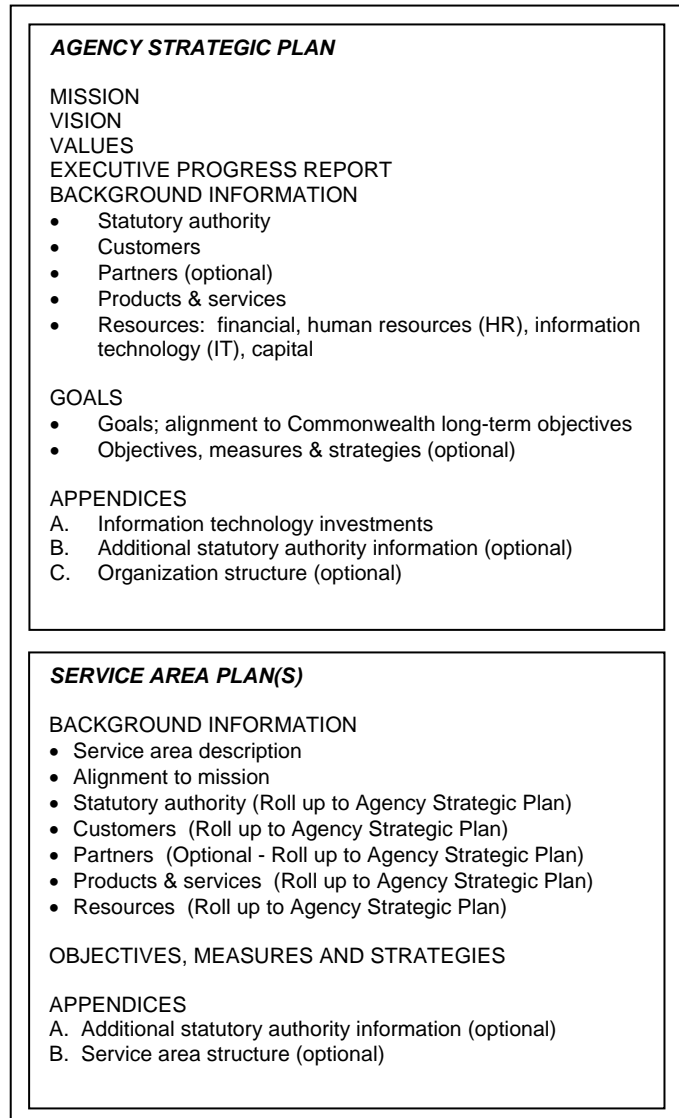 AGENCY STRATEGIC PLAN
MISSION
VISION
VALUES
EXECUTIVE PROGRESS REPORT
BACKGROUND INFORMATION
• Statutory authority
• Customers
• Partners (optional)
• Products & services
• Resources: financial, human resources (HR), information
technology (IT), capital
GOALS
• Goals; alignment to Commonwealth long-term objectives
• Objectives, measures & strategies (optional)
APPENDICES
A. Information technology investments
B. Additional statutory authority information (optional)
C. Organization structure (optional)
SERVICE AREA PLAN(S)
BACKGROUND INFORMATION
• Service area description
• Alignment to mission
• Statutory authority (Roll up to Agency Strategic Plan)
• Customers (Roll up to Agency Strategic Plan)
• Partners (Optional - Roll up to Agency Strategic Plan)
• Products & services (Roll up to Agency Strategic Plan)
• Resources (Roll up to Agency Strategic Plan)
OBJECTIVES, MEASURES AND STRATEGIES
APPENDICES
A. Additional statutory authority information (optional)
B. Service area structure (optional)